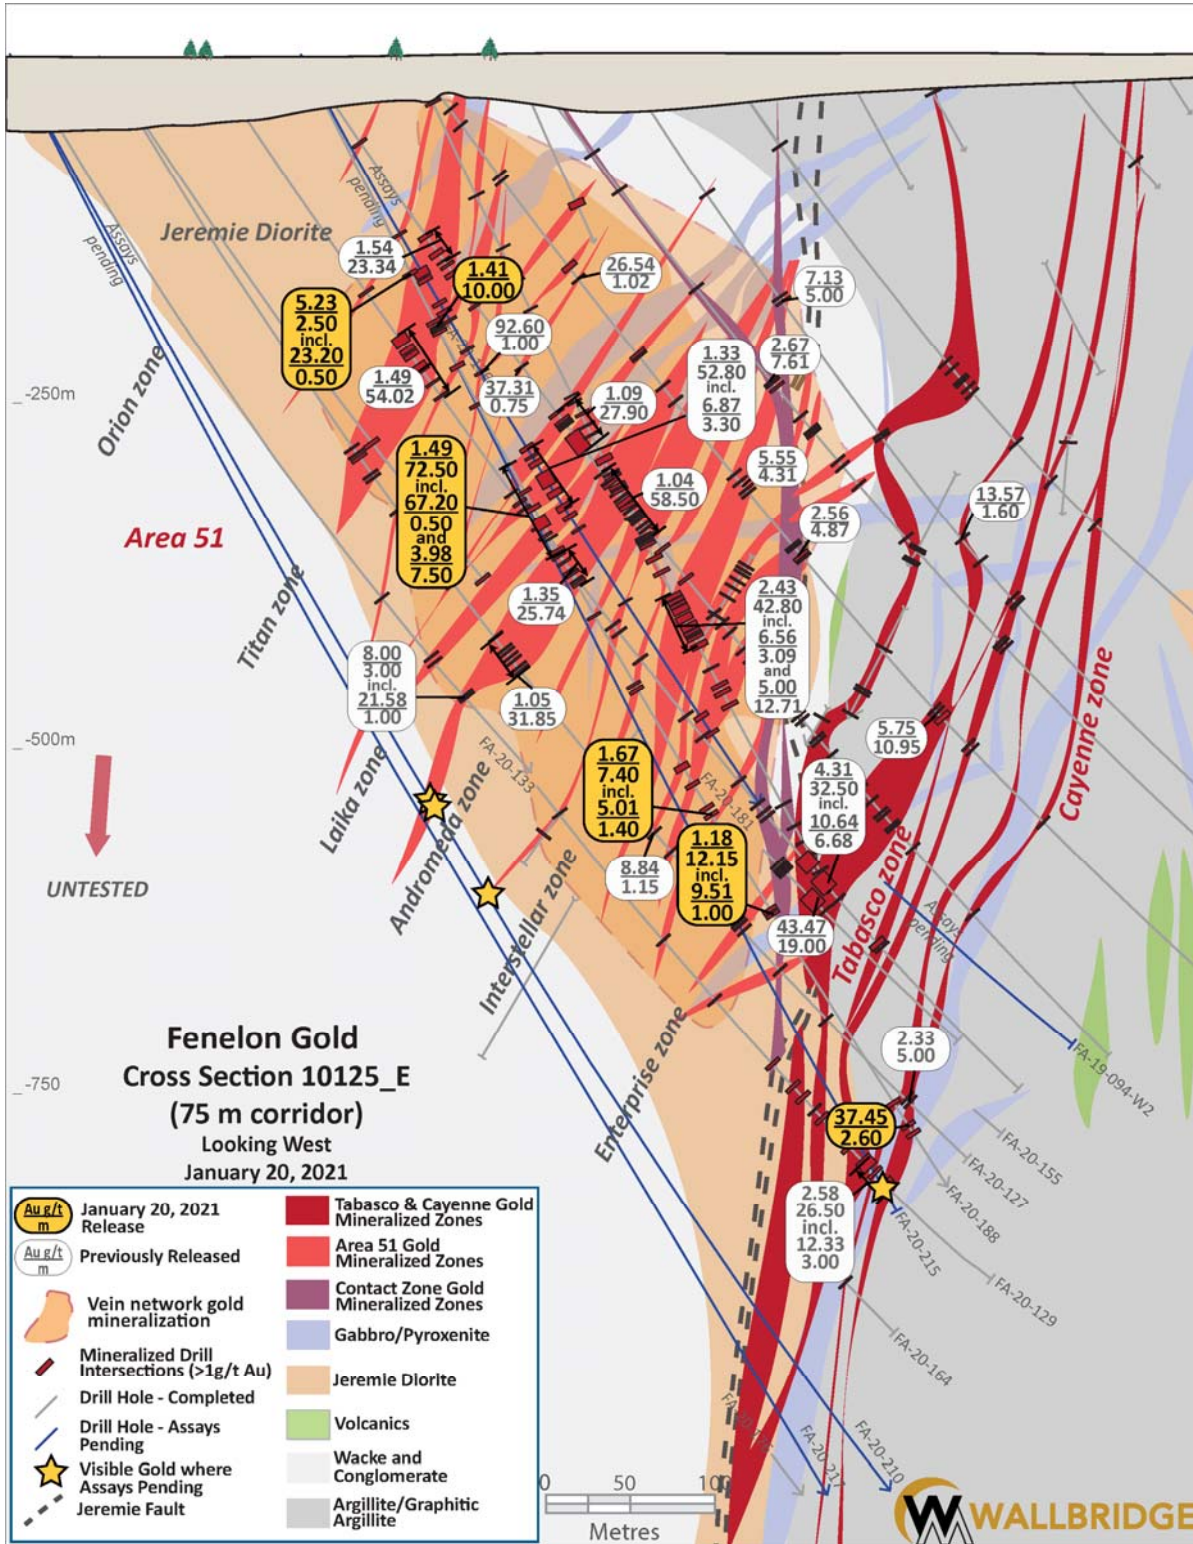 Assays
pending
Assays
pending
Jeremie Diorite
1.54
23.34
1.41
10.00
26.54
1.02
7.13
5.00
5.23
2.50
incl.
23.20
0.50
92.60
1.00
1.33
52.80
incl.
6.87
3.30
2.67
7.61
1.49
54.02
37.31
0.75
1.09
27.90
-250m
Orion zone
1.49
72.50
incl.
67.20
0.50
and
3.98
7.50
1.04
58.50
5.55
4.31
13.57
1.60
2.56
4.87
Area 51
Titan zone
1.35
25.74
2.43
42.80
incl.
6.56
3.09
and
5.00
12.71
8.00
3.00
incl.
21.58
1.00
1.05
31.85
Cayenne zone
-500m
5.75
10.95
FA-20-133
Laika zone
Andromeda zone
1.67
7.40
incl.
5.01
1.40
FA-20-181
4.31
32.50
incl.
10.64
6.68
UNTESTED
8.84
1.15
1.18
12.15
incl.
9.51
1.00
43.47
19.00
Tabasco zone
Assays
pending
Interstellar zone
Fenelon Gold
Cross Section 10125_E
(75 m corridor)
Looking West
January 20, 2021
2.33
5.00
-750
Enterprise zone
FA-19-094-W2
37.45
2.60
FA-20-155
FA-20-127
FA-20-188
2.58
26.50
incl.
12.33
3.00
FA-20-215
FA-20-129
FA-20-164
FA-20-217
FA-20-210
Au g/t
m
January 20, 2021
Release
Au g/t
m
Previously Released
Vein network gold
mineralization
Mineralized Drill
Intersections (>1g/t Au)
Drill Hole - Completed
Drill Hole - Assays
Pending
Visible Gold where
Assays Pending
Jeremie Fault
Tabasco & Cayenne Gold
Mineralized Zones
Area 51 Gold
Mineralized Zones
Contact Zone Gold
Mineralized Zones
Gabbro/Pyroxenite
Jeremie Diorite
Volcanics
Wacke and
Conglomerate
Argillite/Graphitic
Argillite
0 50 100
Metres
WALLBRIDGE